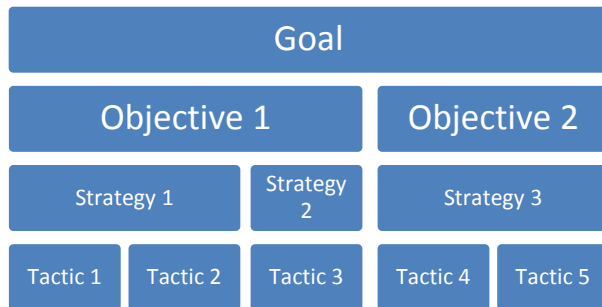 Goal
Objective 1
Objective 2
Strategy 1
Strategy
2
Strategy 3
Tactic 1
Tactic 2
Tactic 3
Tactic 4
Tactic 5